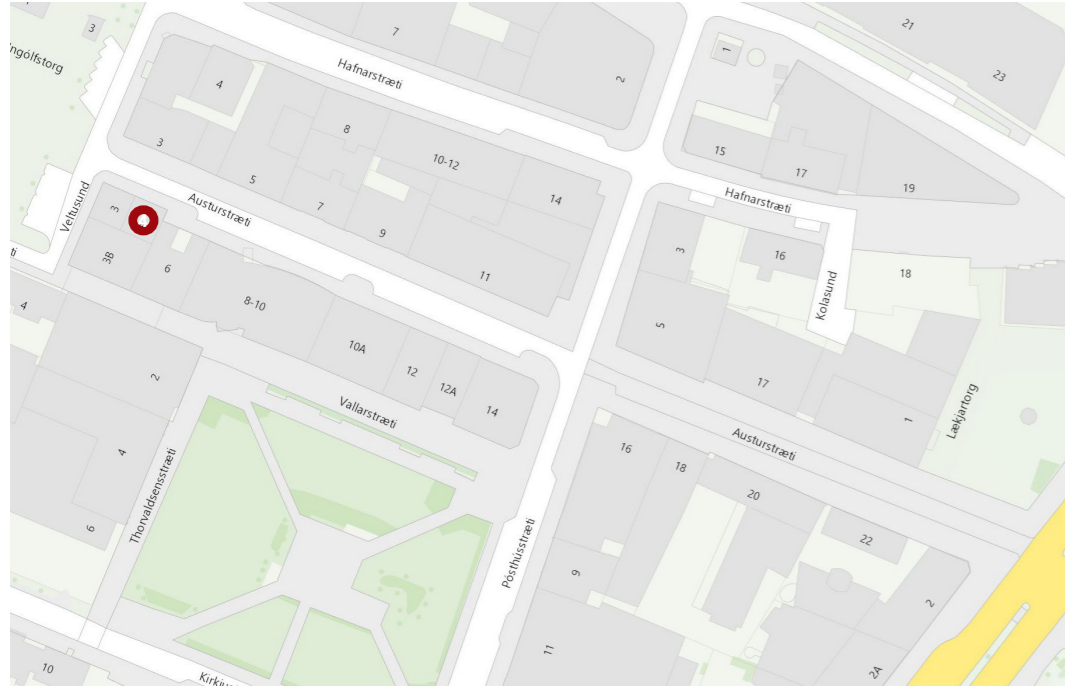 3
Ingólfstorg
4
7
2
Hafnarstræti
1
21
23
3
5
7
8
9
10-12
14
11
15
17
19
Hafnarstræti
Veltusund
Austurstræti
3
3B
6
8-10
10A
12
12A
14
4
2
4
6
Vallarstræti
Thorvaldsensstræti
Pósthússtræti
3
16
5
Kolasund
18
17
1
Lækjartorg
Austurstræti
16
18
20
22
9
11
2
2A
10